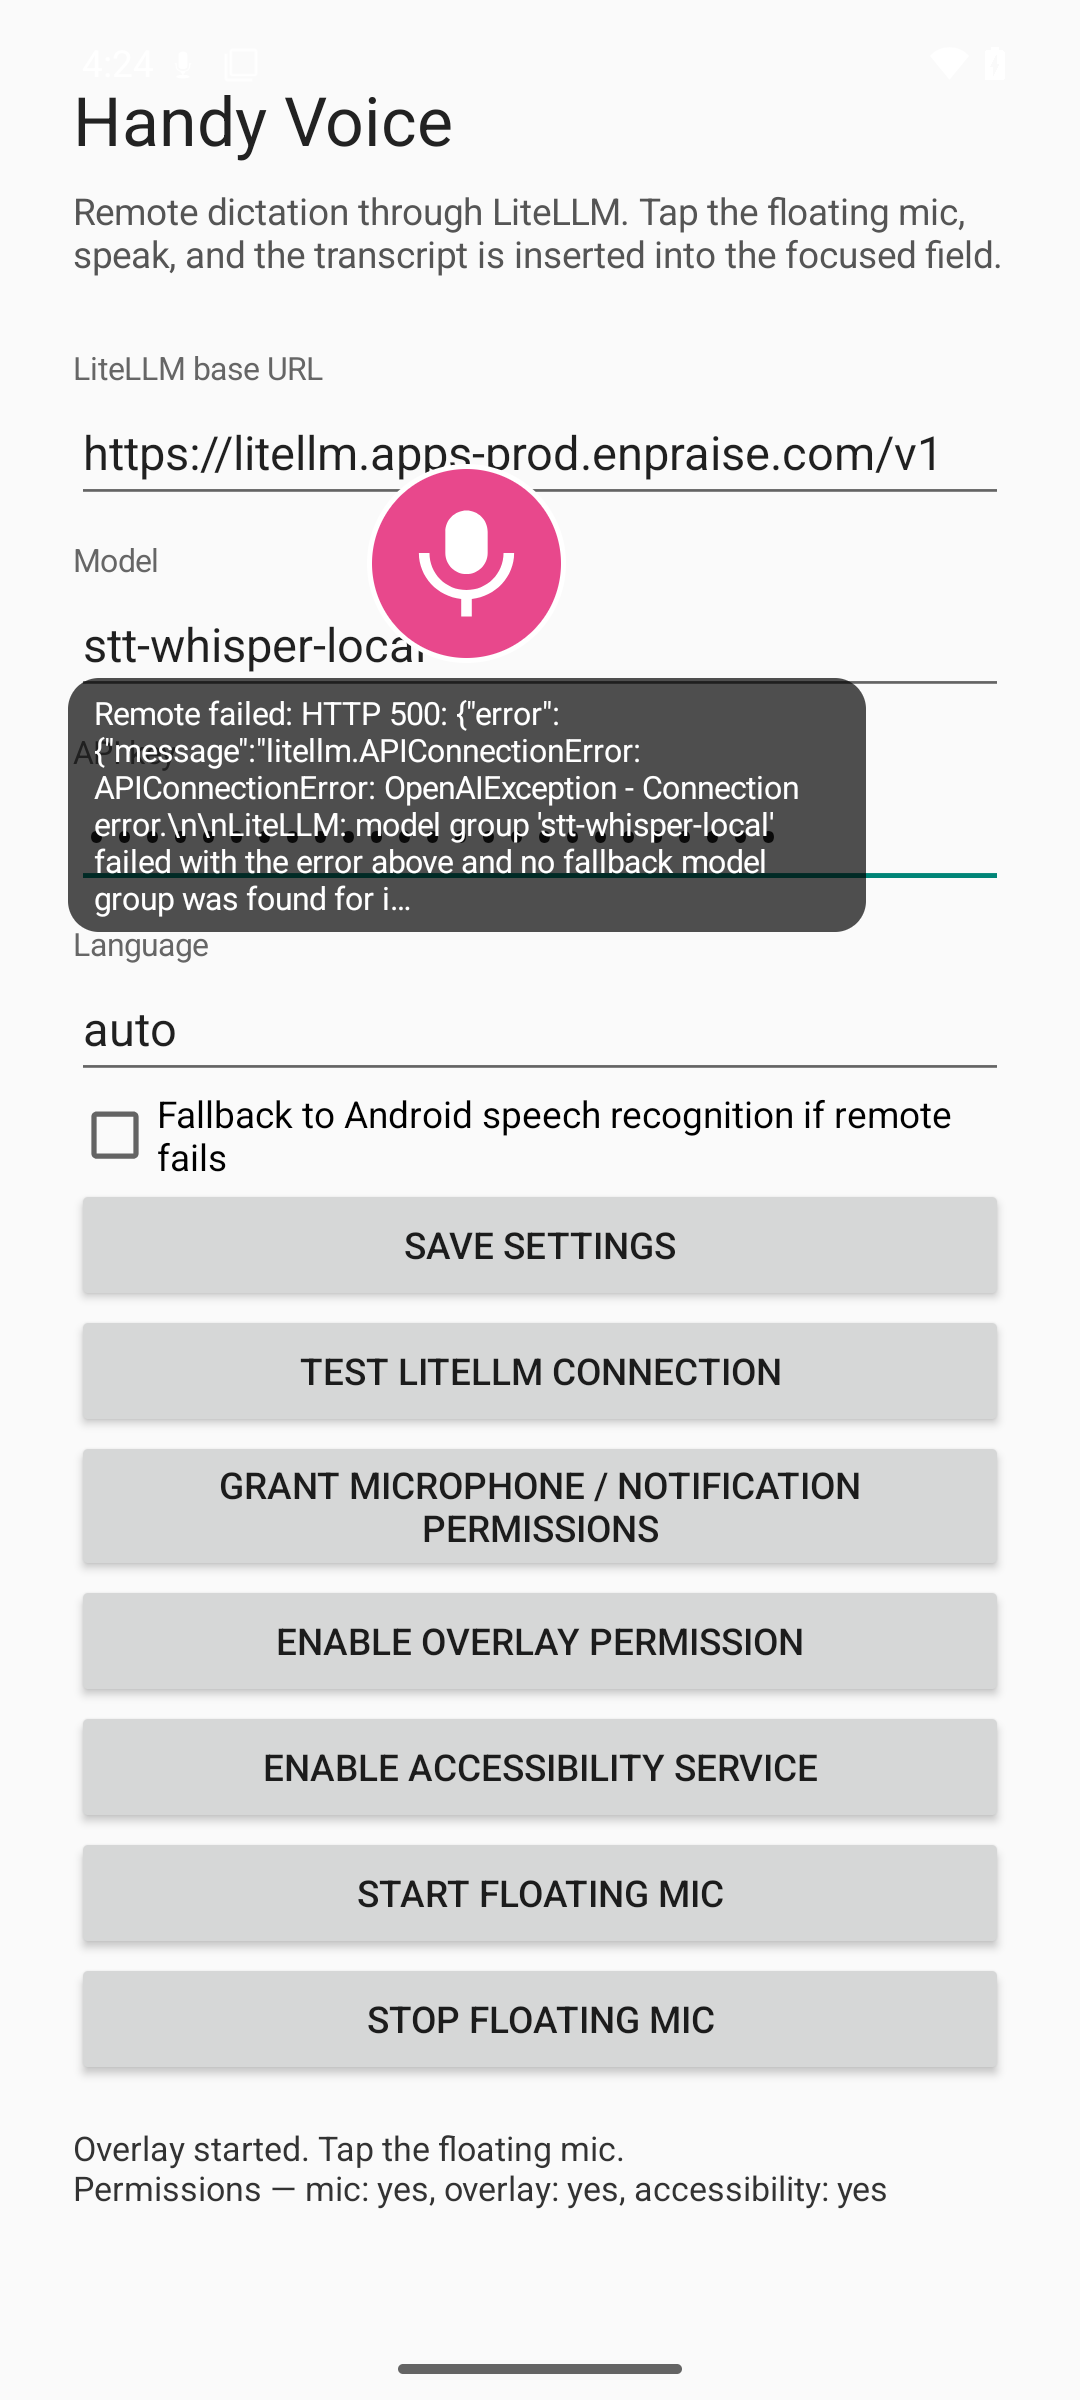 4:24
Handy Voice
Remote dictation through LiteLLM. Tap the floating mic,
speak, and the transcript is inserted into the focused field.
LiteLLM base URL
https://litellm.apps-prod.enpraise.com/v1
Model
stt-whisper-local
Remote failed: HTTP 500: {"error":
{"message":"litellm.APIConnectionError:
APIConnectionError: OpenAIException - Connection
error.\n\nLiteLLM: model group 'stt-whisper-local'
failed with the error above and no fallback model
group was found for i…
API key
Language
auto
Fallback to Android speech recognition if remote
fails
SAVE SETTINGS
TEST LITELLM CONNECTION
GRANT MICROPHONE / NOTIFICATION
PERMISSIONS
ENABLE OVERLAY PERMISSION
ENABLE ACCESSIBILITY SERVICE
START FLOATING MIC
STOP FLOATING MIC
Overlay started. Tap the floating mic.
Permissions — mic: yes, overlay: yes, accessibility: yes